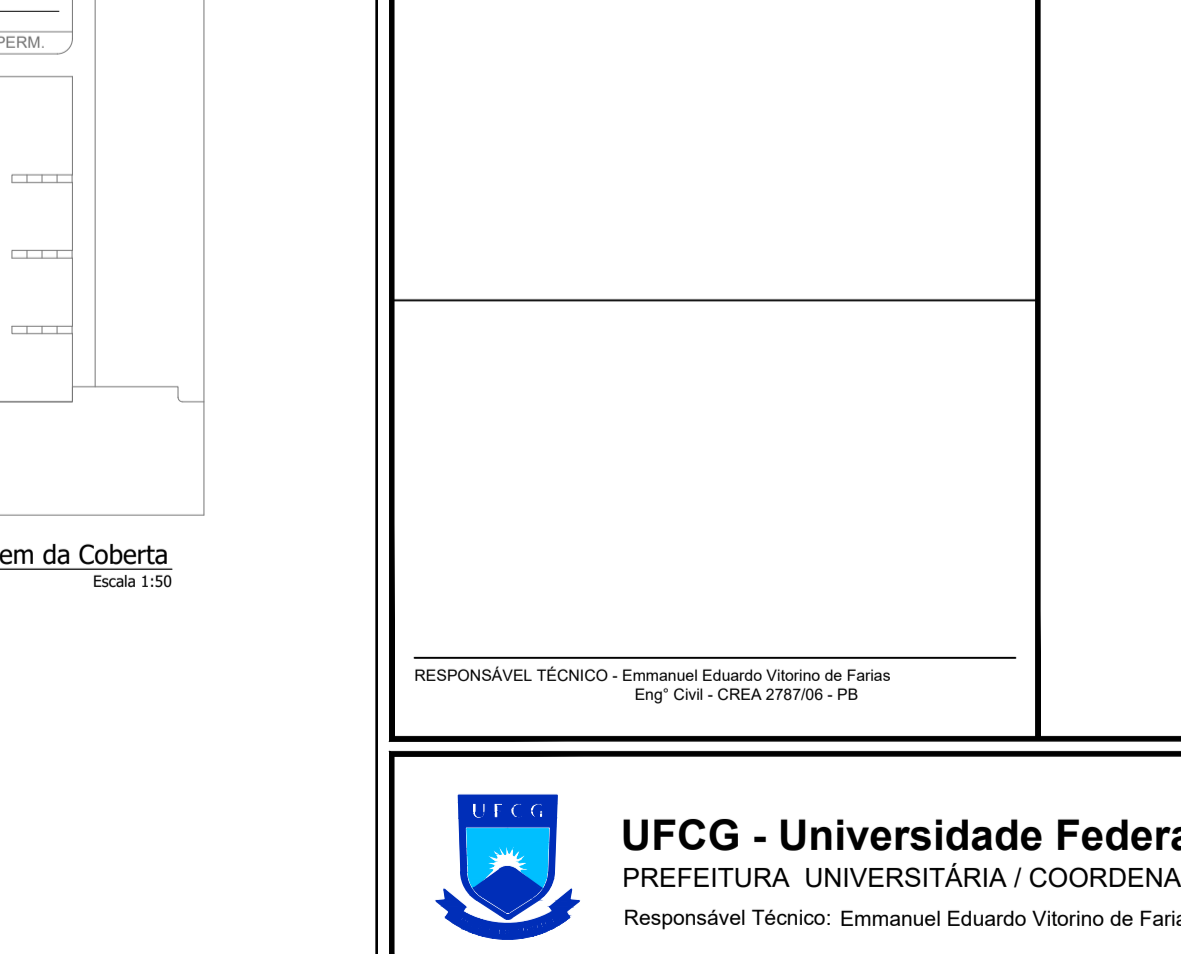 PERM.
em da Coberta
Escala 1:50
RESPONSÁVEL TÉCNICO - Emmanuel Eduardo Vitorino de Farias
Eng° Civil - CREA 2787/06 - PB
UFCG
UFCG - Universidade Federa
PREFEITURA UNIVERSITÁRIA / COORDENA
Responsável Técnico: Emmanuel Eduardo Vitorino de Faria